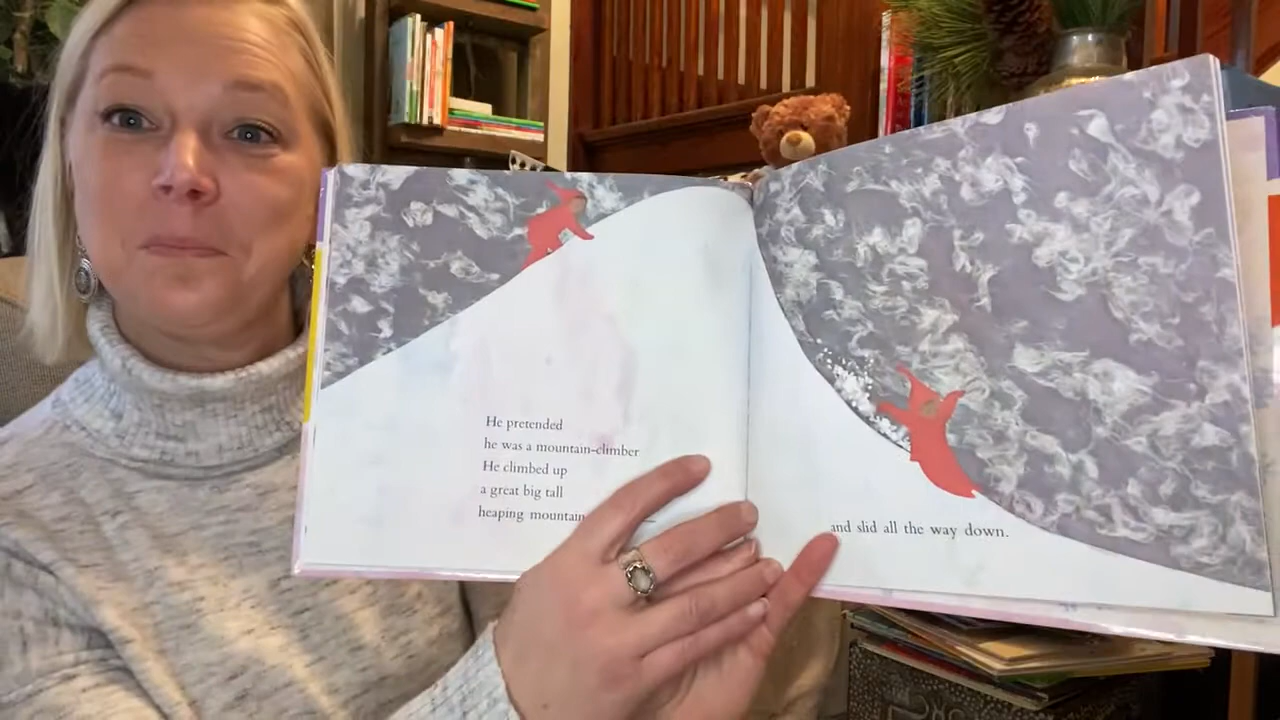 He pretended
he was a mountain-climber
He climbed up
a great big tall
heaping mountain
and slid all the way down.